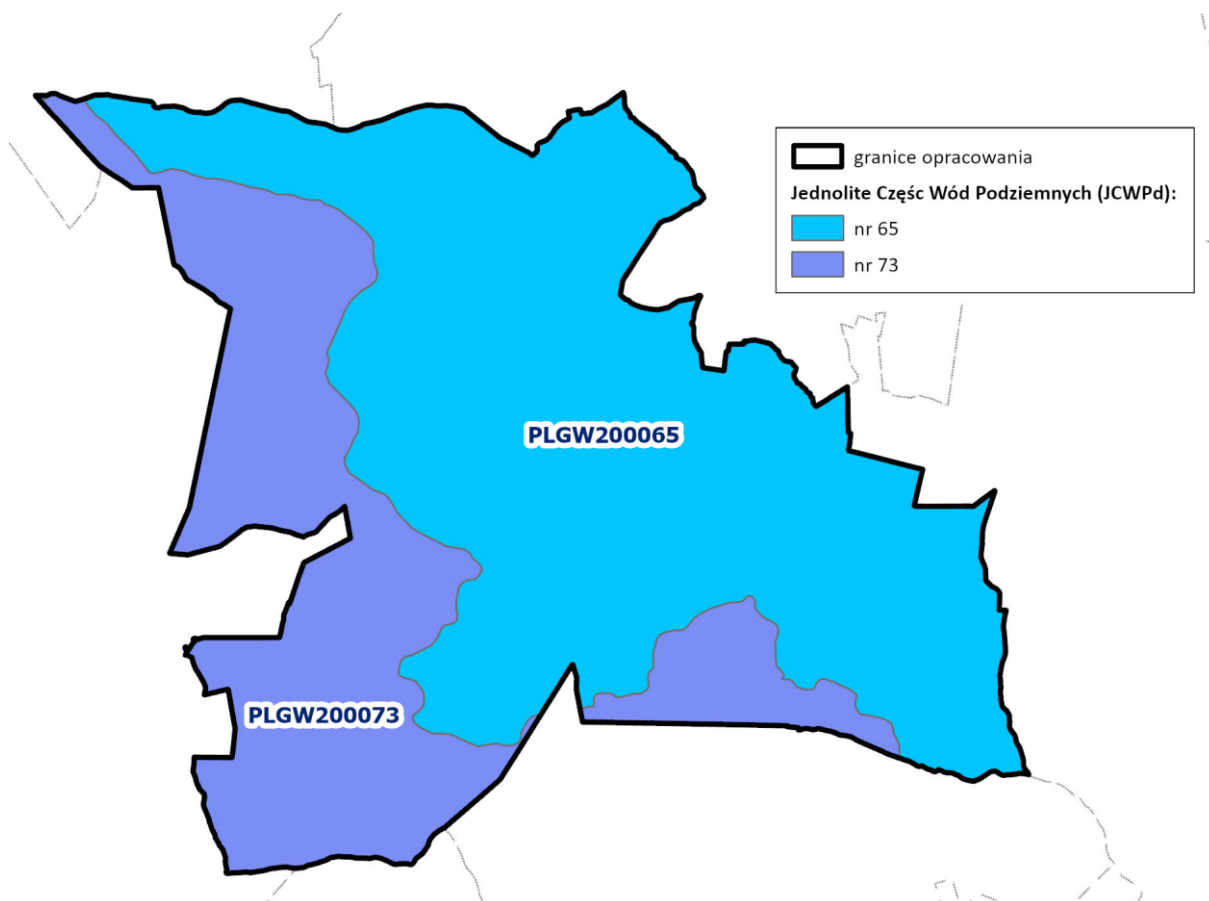 granice opracowania
Jednolite Częśc Wód Podziemnych (JCWPd):
nr 65
nr 73
PLGW200065
PLGW200073